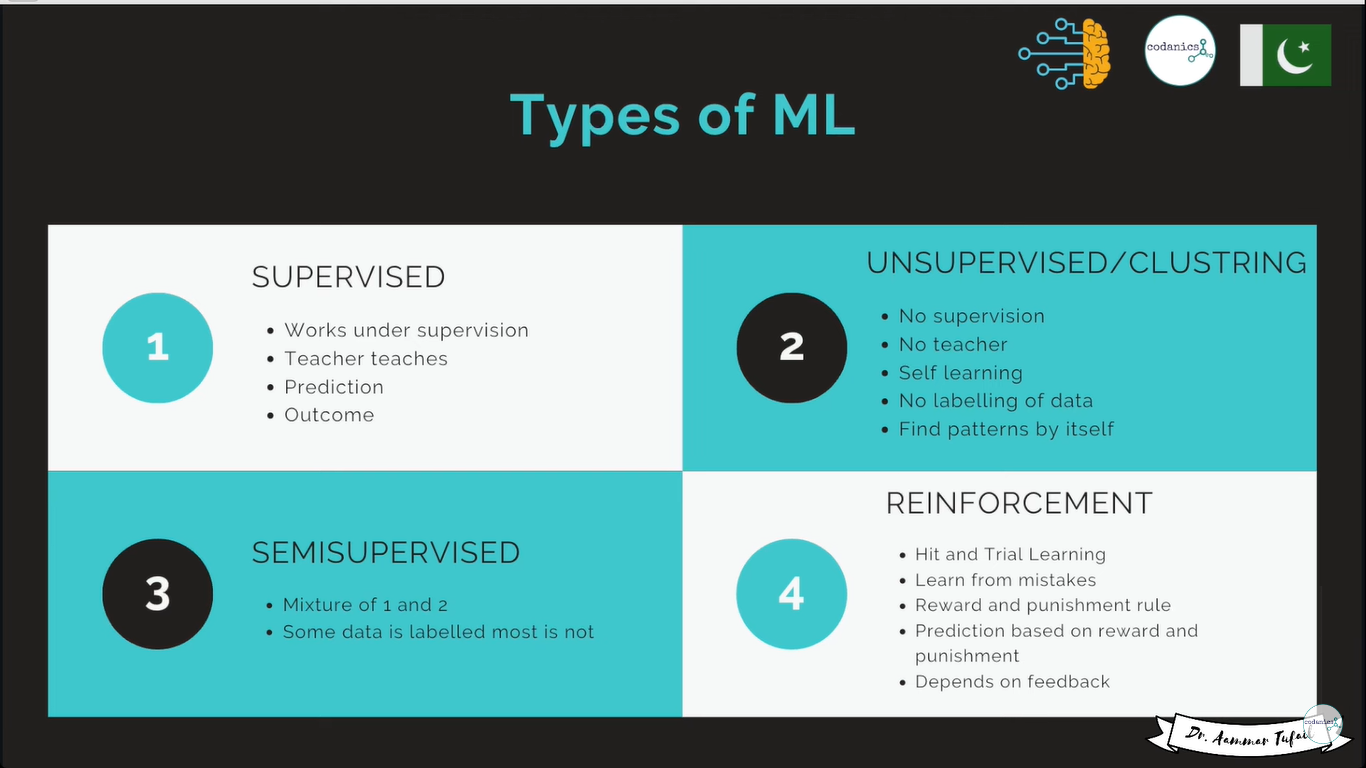 codanics
Types of ML
1
SUPERVISED
• Works under supervision
• Teacher teaches
• Prediction
• Outcome
2
UNSUPERVISED/CLUSTRING
• No supervision
• No teacher
• Self learning
• No labelling of data
• Find patterns by itself
3
SEMISUPERVISED
• Mixture of 1 and 2
• Some data is labelled most is not
4
REINFORCEMENT
• Hit and Trial Learning
• Learn from mistakes
• Reward and punishment rule
• Prediction based on reward and
punishment
• Depends on feedback
Dr. Aammar
codanics